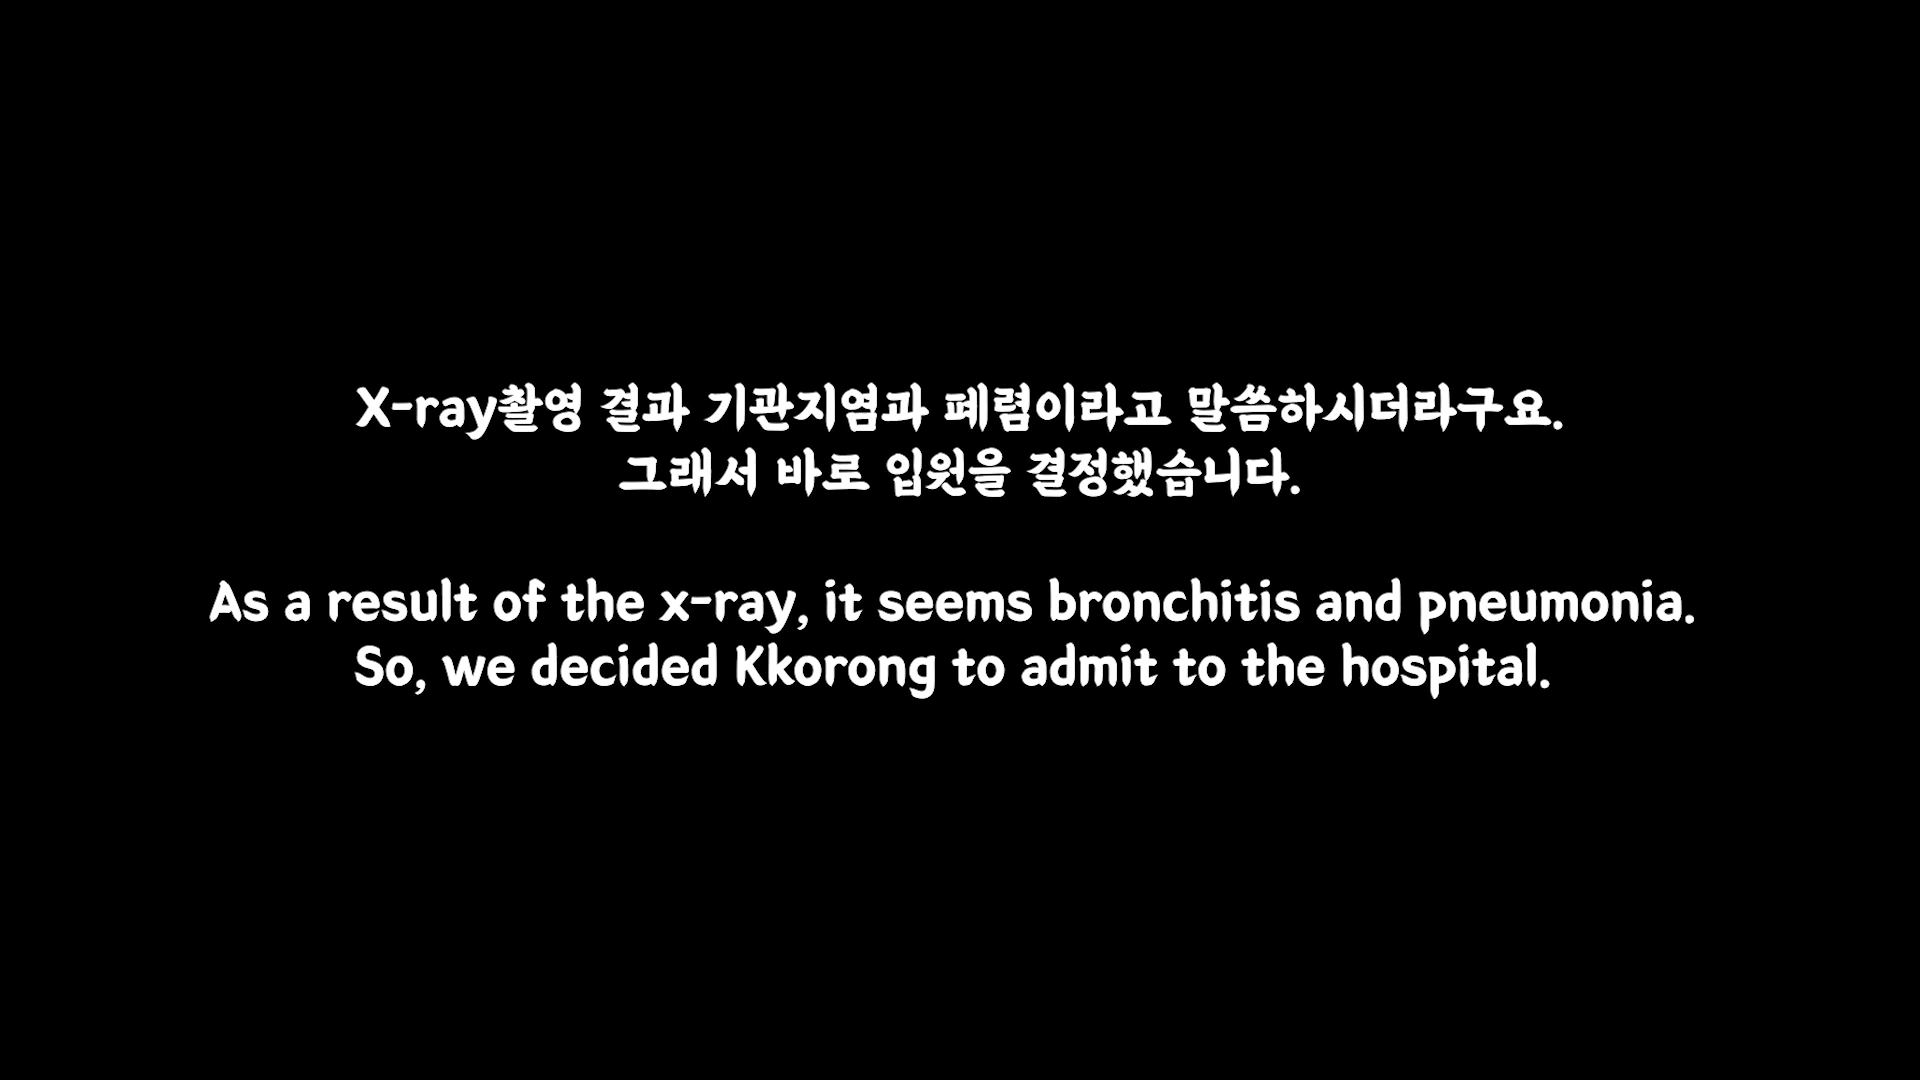 X-ray촬영 결과 기관지염과 폐렴이라고 말씀하시더라구요.
그래서 바로 입원을 결정했습니다.
As a result of the x-ray, it seems bronchitis and pneumonia.
So, we decided Kkorong to admit to the hospital.